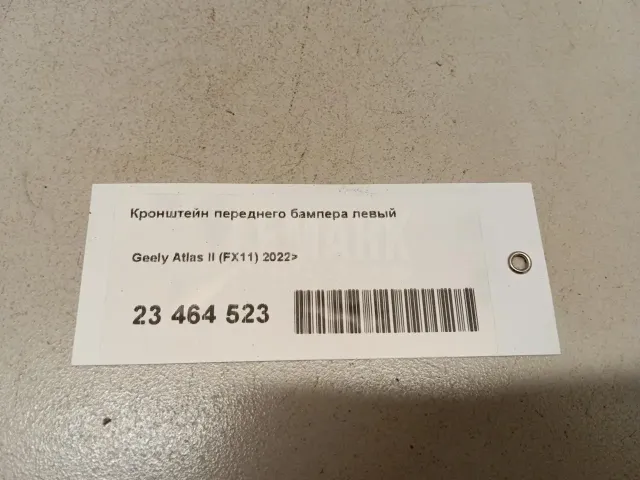 Кронштейн переднего бампера левый
Geely Atlas II (FX11) 2022>
23 464 523